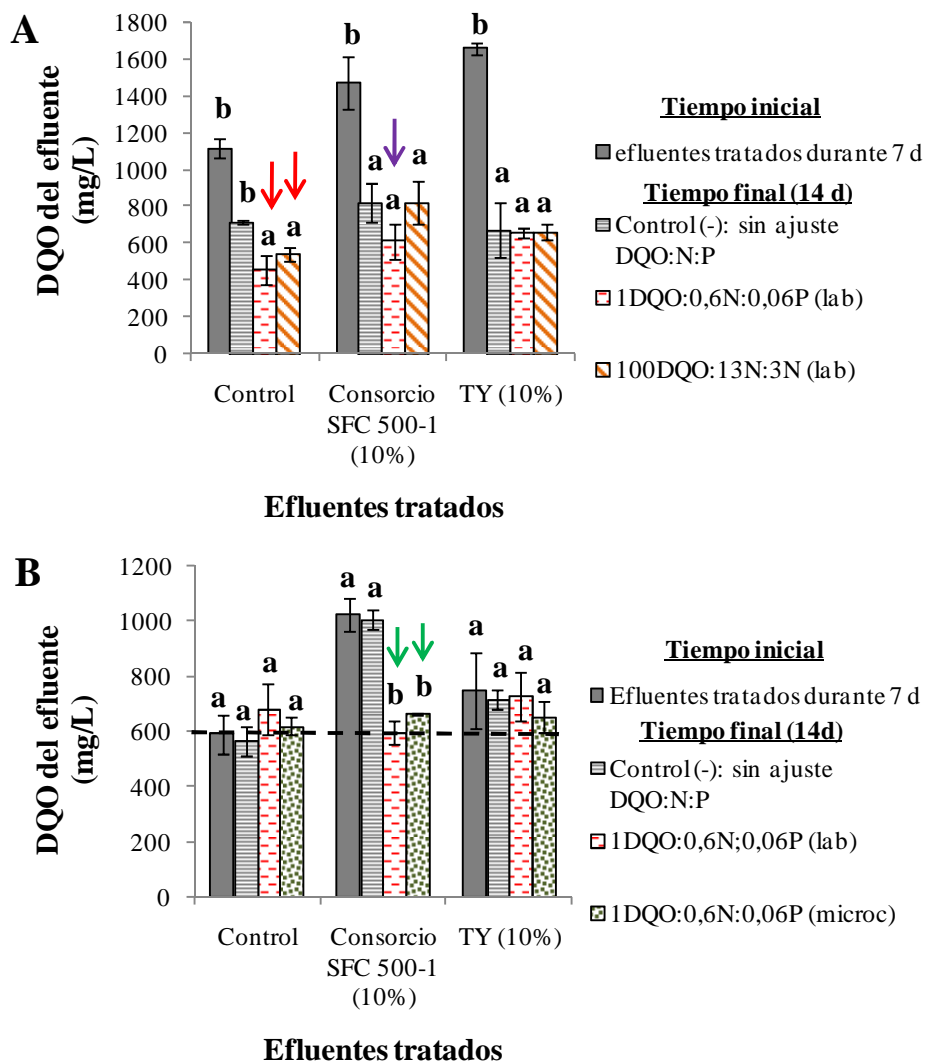 A
DQO del efluente
(mg/L)
1800
1600
1400
1200
1000
800
600
400
200
0
b
b
a
a
b
a
a
a
b
a
a
a
Control
Consorcio
SFC 500-1
(10%)
TY (10%)
Efluentes tratados
Tiempo inicial
efluentes tratados durante 7 d
Tiempo final (14 d)
Control (-): sin ajuste
DQO:N:P
1DQO:0,6N:0,06P (lab)
100DQO:13N:3N (lab)
B
DQO del efluente
(mg/L)
1200
1000
800
600
400
200
0
a
a
a
a
a
a
b
b
a
a
a
a
Control
Consorcio
SFC 500-1
(10%)
TY (10%)
Efluentes tratados
Tiempo inicial
Efluentes tratados durante 7 d
Tiempo final (14d)
Control (-): sin ajuste
DQO:N:P
1DQO:0,6N;0,06P (lab)
1DQO:0,6N:0,06P (microc)